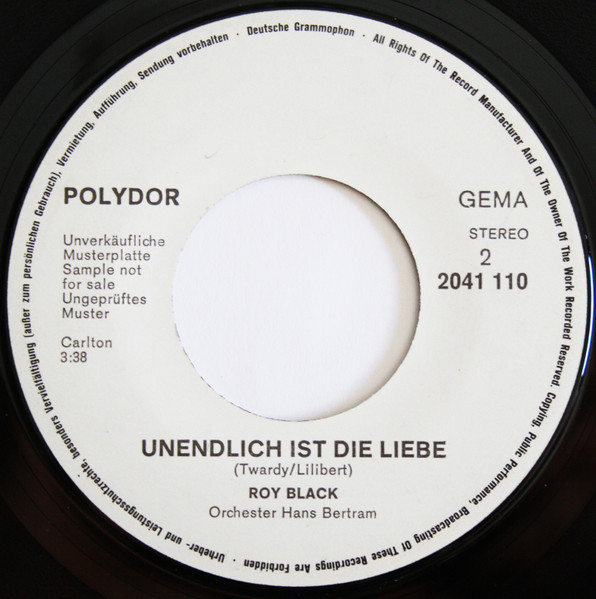 Urheber- und Leistungsschutzrechte, besonders Vervielfältigung (außer zum persönlichen Gebrauch), Vermietung, Aufführung, Sendung vorbehalten · Deutsche Grammophon · All Rights Of The Record Manufacturer And Of The Owner Of The Work Recorded Reserved. Copying, Public Performance, Broadcasting Of These Recordings Are Forbidden ·
POLYDOR
Unverkäufliche
Musterplatte
Sample not
for sale
Ungeprüftes
Muster
Carlton
3:38
GEMA
STEREO
2
2041 110
UNENDLICH IST DIE LIEBE
(Twardy/Lilibert)
ROY BLACK
Orchester Hans Bertram